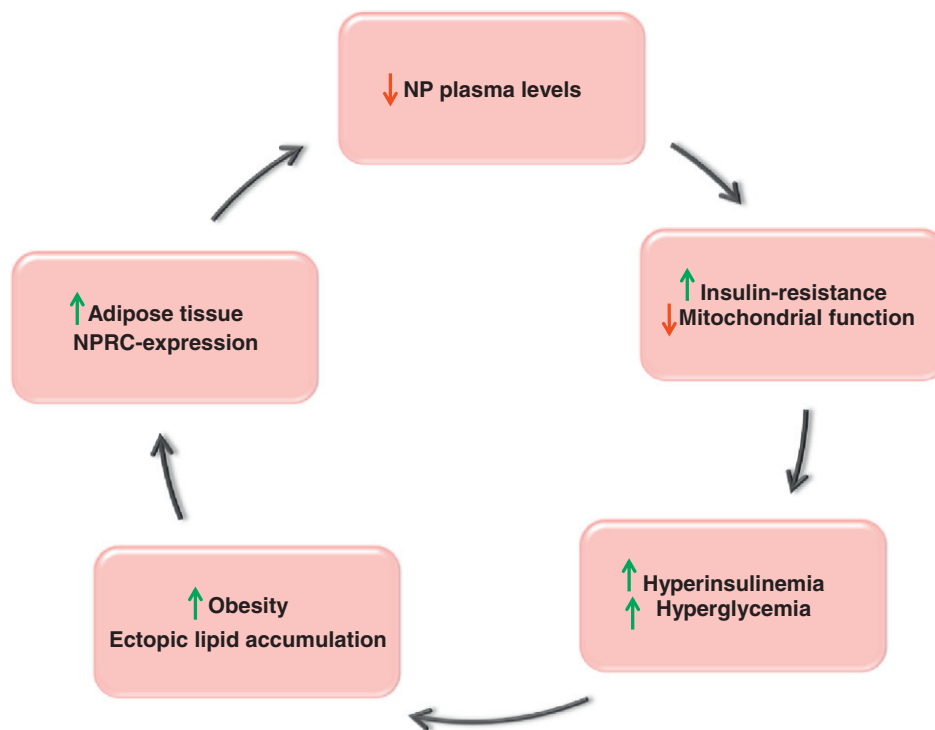 ↓ NP plasma levels
↑ Insulin-resistance
↓ Mitochondrial function
↑ Hyperinsulinemia
↑ Hyperglycemia
↑ Obesity
Ectopic lipid accumulation
↑ Adipose tissue
NPRC-expression